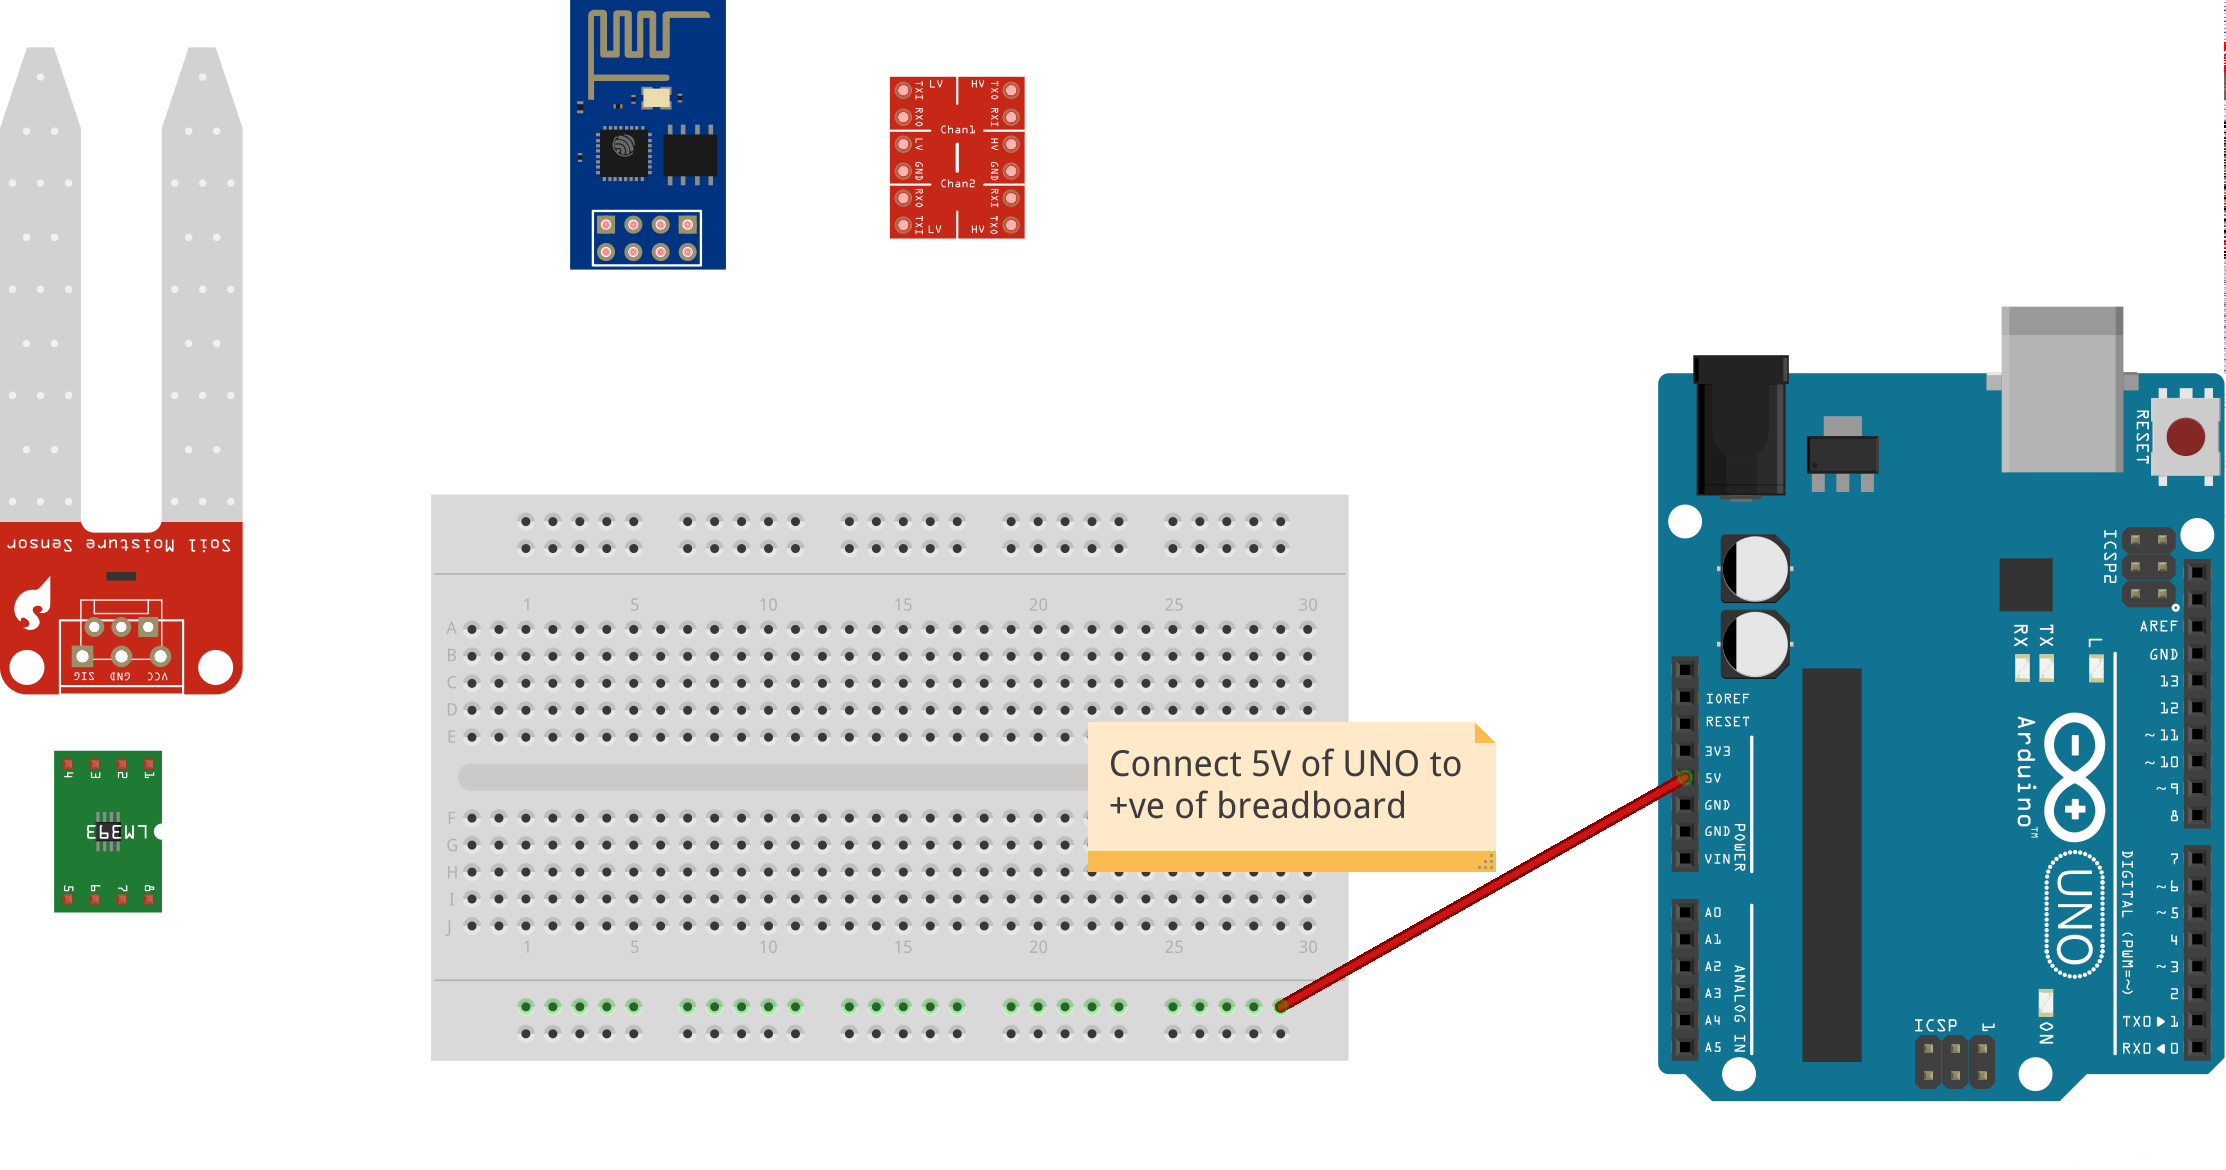 TXI
LV
HV
TXO
RXO
RXI
Chan1
LV
HV
GND
GND
Chan2
RXO
RXI
TXI
LV
HV
TXO
RESET
Soil Moisture Sensor
SIG
GND
VCC
4
3
2
1
LM393
5
6
7
8
1 5 10 15 20 25 30
A
B
C
D
E
F
G
H
I
J
1 5 10 15 20 25 30
Connect 5V of UNO to
+ve of breadboard
ICSP2
RX
TX
L
IOREF
RESET
3V3
5V
GND
GND
VIN
POWER
A0
A1
A2
A3
A4
A5
ANALOG IN
Arduino™
UNO
AREF
GND
13
12
~11
~10
~9
8
7
~6
~5
4
~3
2
TX0▶1
RX0◀0
DIGITAL (PWM=~)
ON
ICSP
1